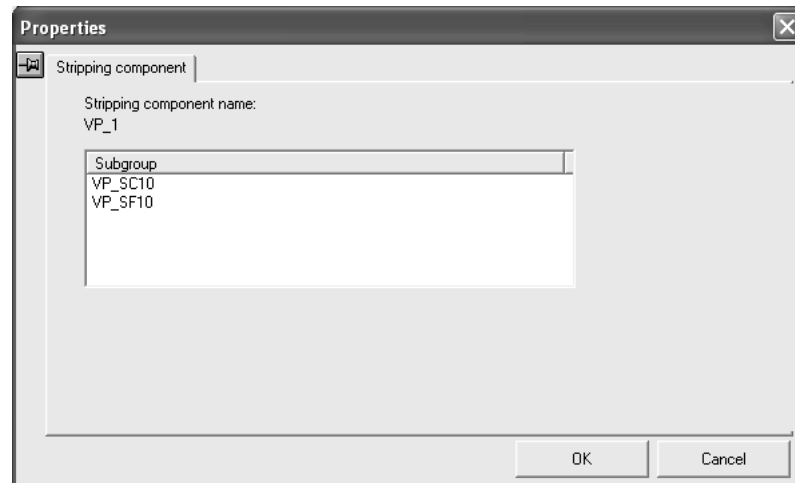 Properties
Stripping component
Stripping component name:
VP_1
Subgroup
VP_SC10
VP_SF10
OK
Cancel